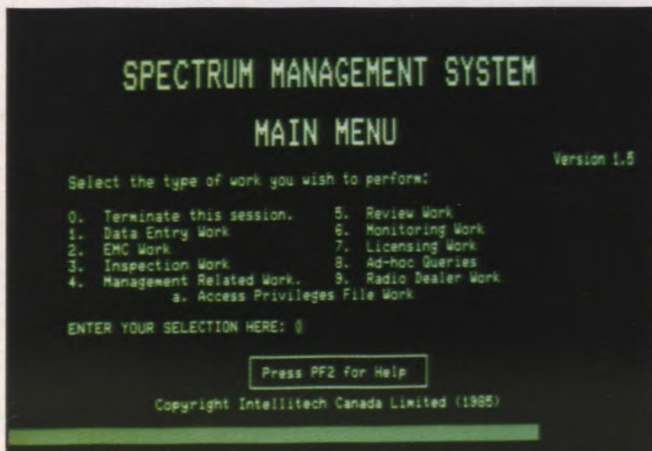 SPECTRUM MANAGEMENT SYSTEM
MAIN MENU
Version 1.5
Select the type of work you wish to perform:
0. Terminate this session. 5. Review Work
1. Data Entry Work 6. Monitoring Work
2. EMC Work 7. Licensing Work
3. Inspection Work 8. Ad-hoc Queries
4. Management Related Work. 9. Radio Dealer Work
a. Access Privileges File Work
ENTER YOUR SELECTION HERE: 0
Press PF2 for Help
Copyright Intellitech Canada Limited (1985)